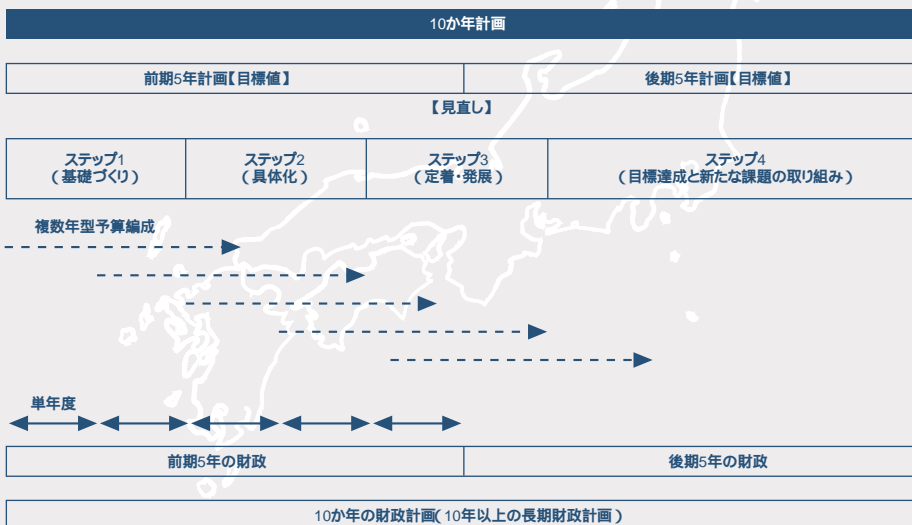 10か年計画
前期5年計画【目標値】
後期5年計画【目標値】
【見直し】
ステップ1
(基礎づくり)
ステップ2
(具体化)
ステップ3
(定着・発展)
ステップ4
(目標達成と新たな課題の取り組み)
複数年型予算編成
単年度
前期5年の財政
後期5年の財政
10か年の財政計画(10年以上の長期財政計画)